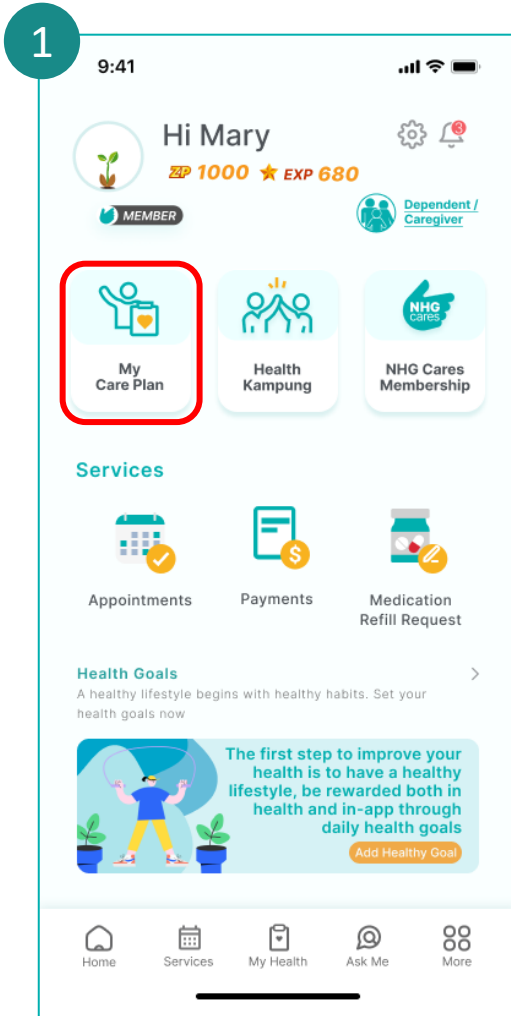 1
9:41
Hi Mary
3
ZP 1000 EXP 680
MEMBER
Dependent /
Caregiver
NHG
cares
My
Care Plan
Health
Kampung
NHG Cares
Membership
Services
$
Appointments
Payments
Medication
Refill Request
Health Goals
A healthy lifestyle begins with healthy habits. Set your
health goals now
The first step to improve your
health is to have a healthy
lifestyle, be rewarded both in
health and in-app through
daily health goals
Add Healthy Goal
Home
Services
My Health
Ask Me
More